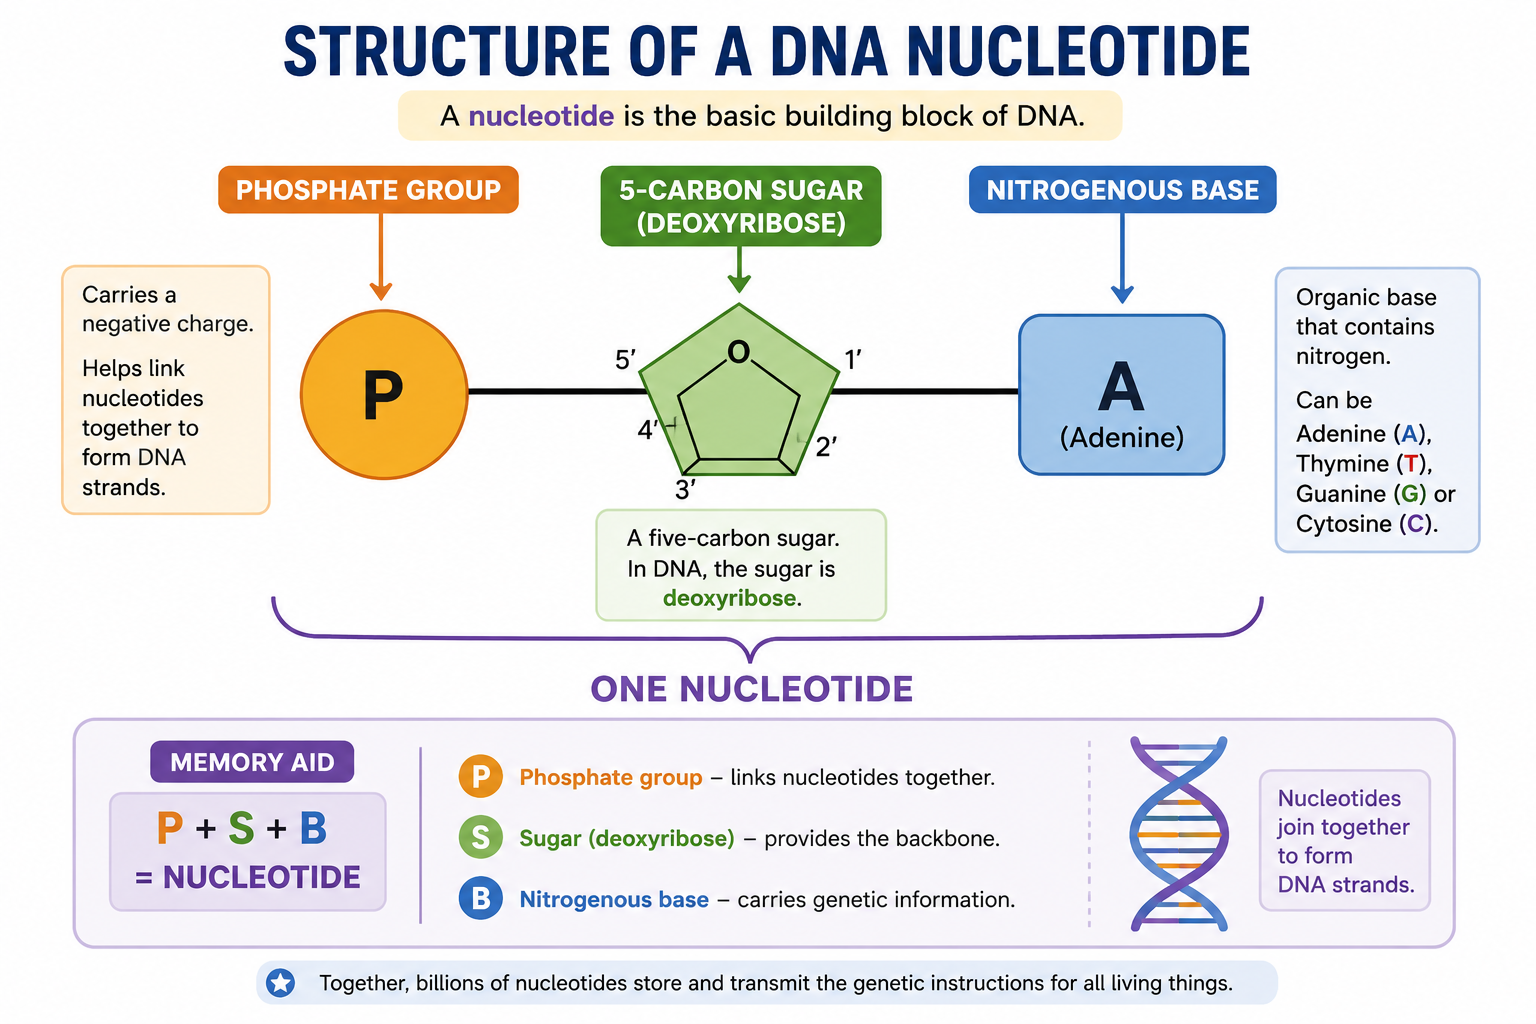 STRUCTURE OF A DNA NUCLEOTIDE
A nucleotide is the basic building block of DNA.
PHOSPHATE GROUP
5-CARBON SUGAR
(DEOXYRIBOSE)
NITROGENOUS BASE
Carries a
negative charge.
Helps link
nucleotides
together to
form DNA
strands.
P
O
5’
1’
4’
2’
3’
A
(Adenine)
Organic base
that contains
nitrogen.
Can be
Adenine (A),
Thymine (T),
Guanine (G) or
Cytosine (C).
A five-carbon sugar.
In DNA, the sugar is
deoxyribose.
ONE NUCLEOTIDE
MEMORY AID
P + S + B
= NUCLEOTIDE
P Phosphate group – links nucleotides together.
S Sugar (deoxyribose) – provides the backbone.
B Nitrogenous base – carries genetic information.
Nucleotides
join together
to form
DNA strands.
Together, billions of nucleotides store and transmit the genetic instructions for all living things.